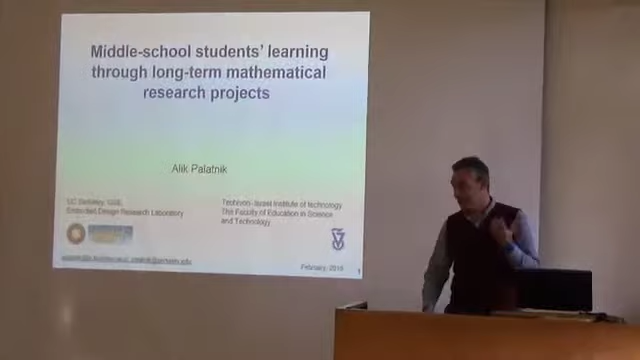 Middle-school students' learning
through long-term mathematical
research projects
Alik Palatnik
UC Berkeley, GSE,
Embodied Design Research Laboratory
Technion- Israel Institute of technology
The Faculty of Education in Science
and Technology
February, 2016
1